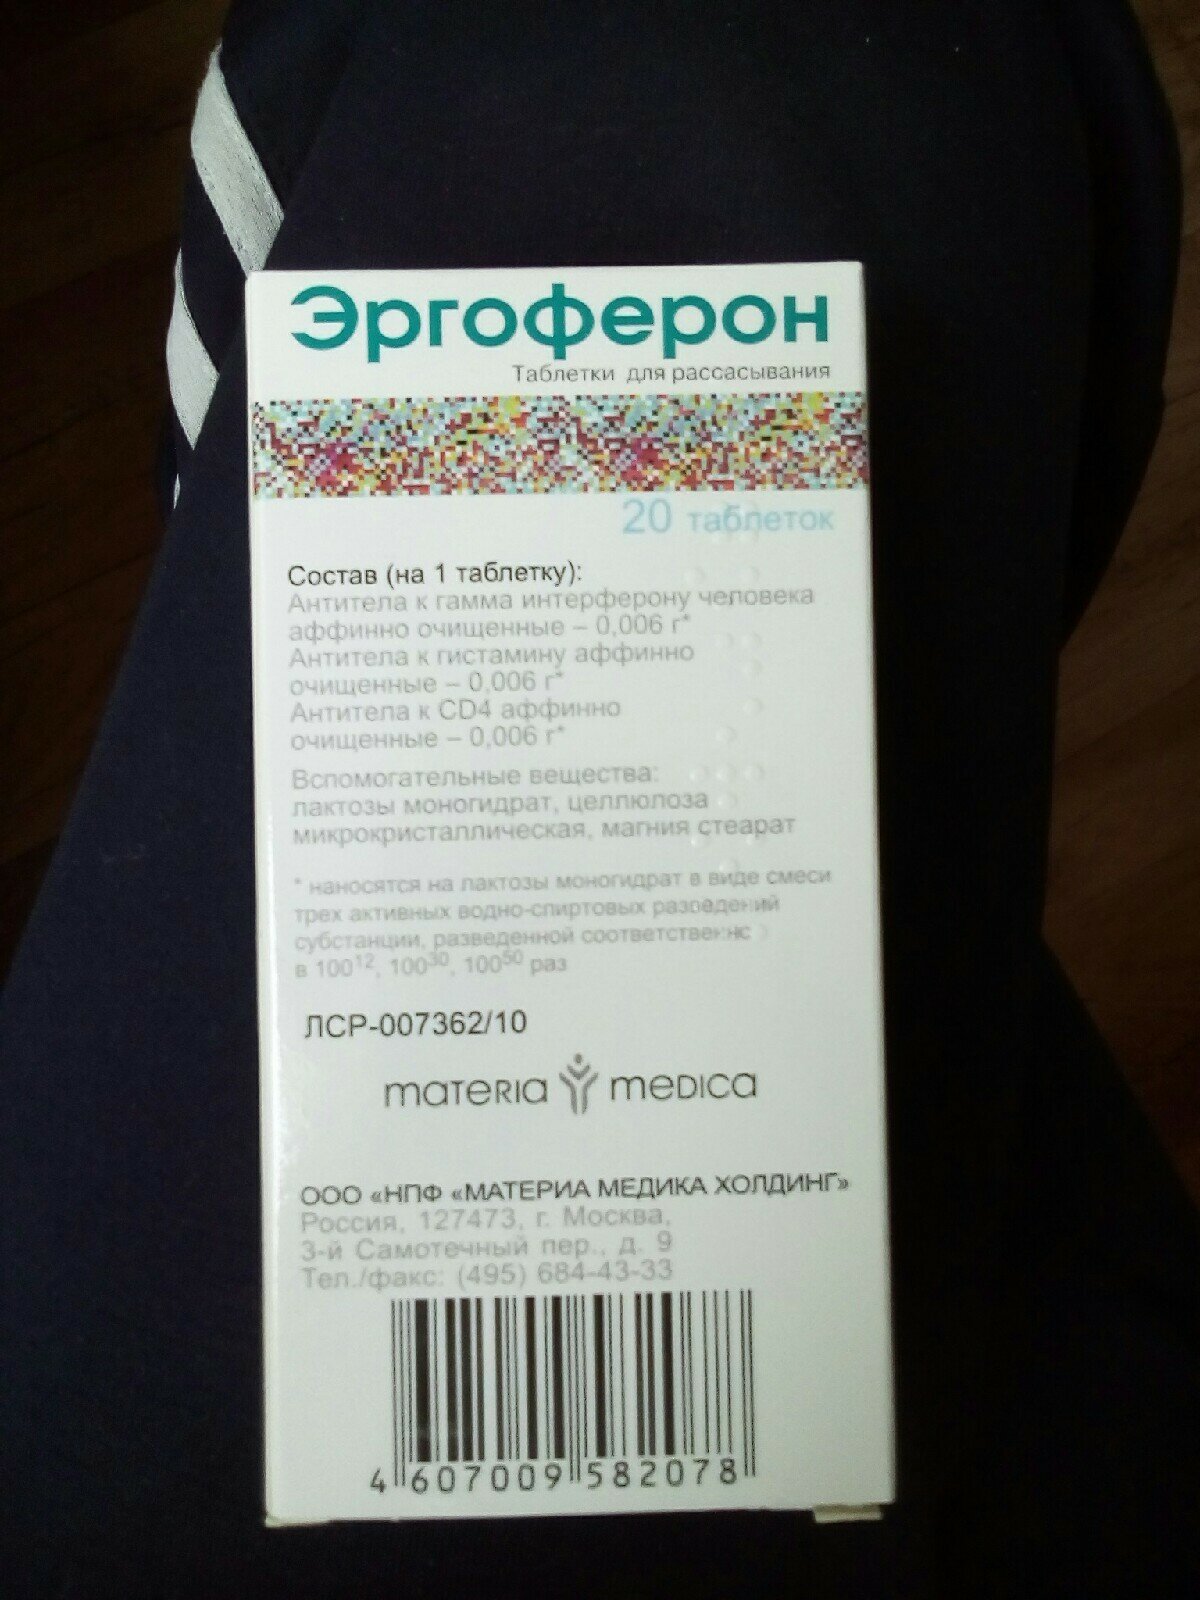 Эргоферон
Таблетки для рассасывания
20 таблеток
Состав (на 1 таблетку):
Антитела к гамма интерферону человека
аффинно очищенные – 0,006 г*
Антитела к гистамину аффинно
очищенные – 0,006 г*
Антитела к CD4 аффинно
очищенные – 0,006 г*
Вспомогательные вещества:
лактозы моногидрат, целлюлоза
микрокристаллическая, магния стеарат
* наносятся на лактозы моногидрат в виде смеси
трех активных водно-спиртовых разведений
субстанции, разведенной соответственно
в 100¹², 100³⁰, 100⁵⁰ раз
ЛСР-007362/10
materia medica
ООО «НПФ «МАТЕРИА МЕДИКА ХОЛДИНГ»
Россия, 127473, г. Москва,
3-й Самотечный пер., д. 9
Тел./факс: (495) 684-43-33
4 607009 582078